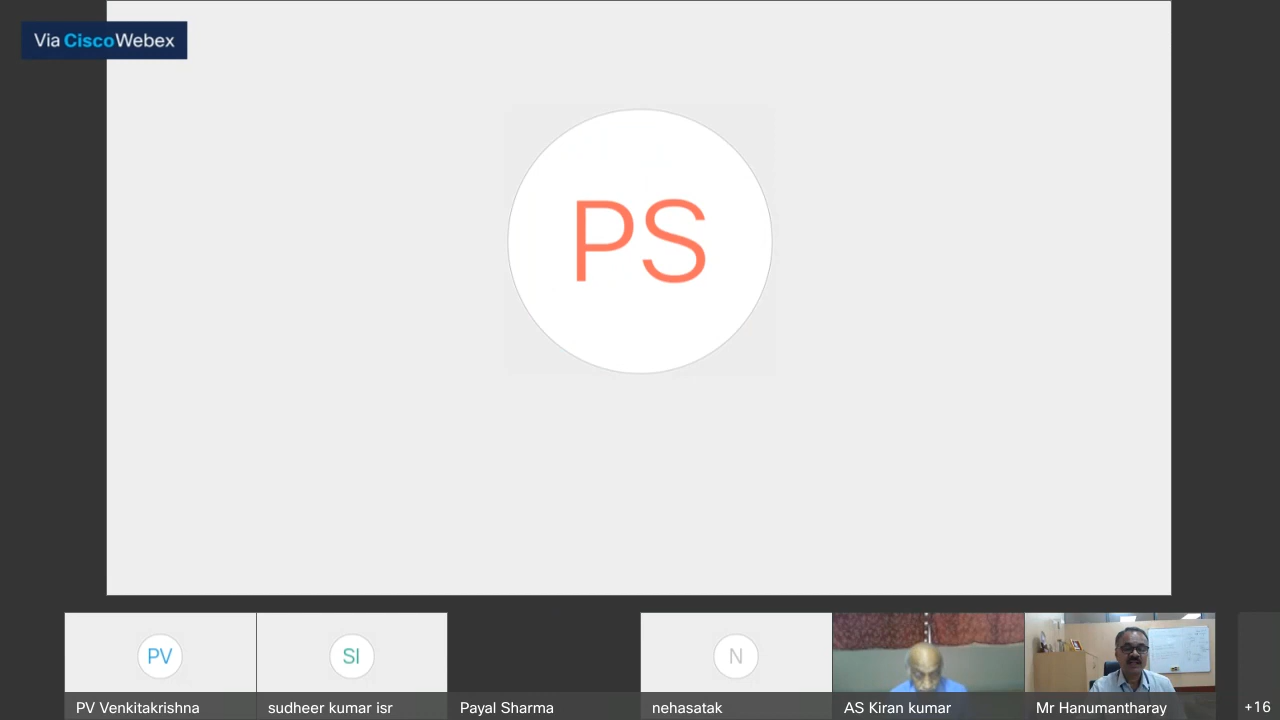 Via CiscoWebex
PS
PV
SI
N
PV Venkitakrishna
sudheer kumar isr
Payal Sharma
nehasatak
AS Kiran kumar
Mr Hanumantharay
+16